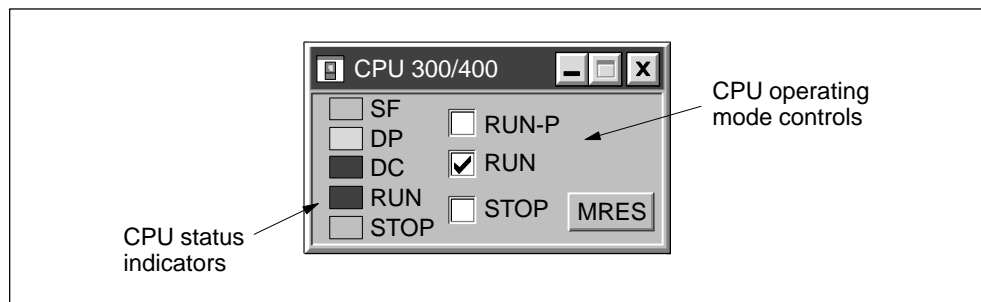 CPU 300/400
SF
DP
DC
RUN
STOP
RUN-P
RUN
STOP
MRES
CPU operating
mode controls
CPU status
indicators